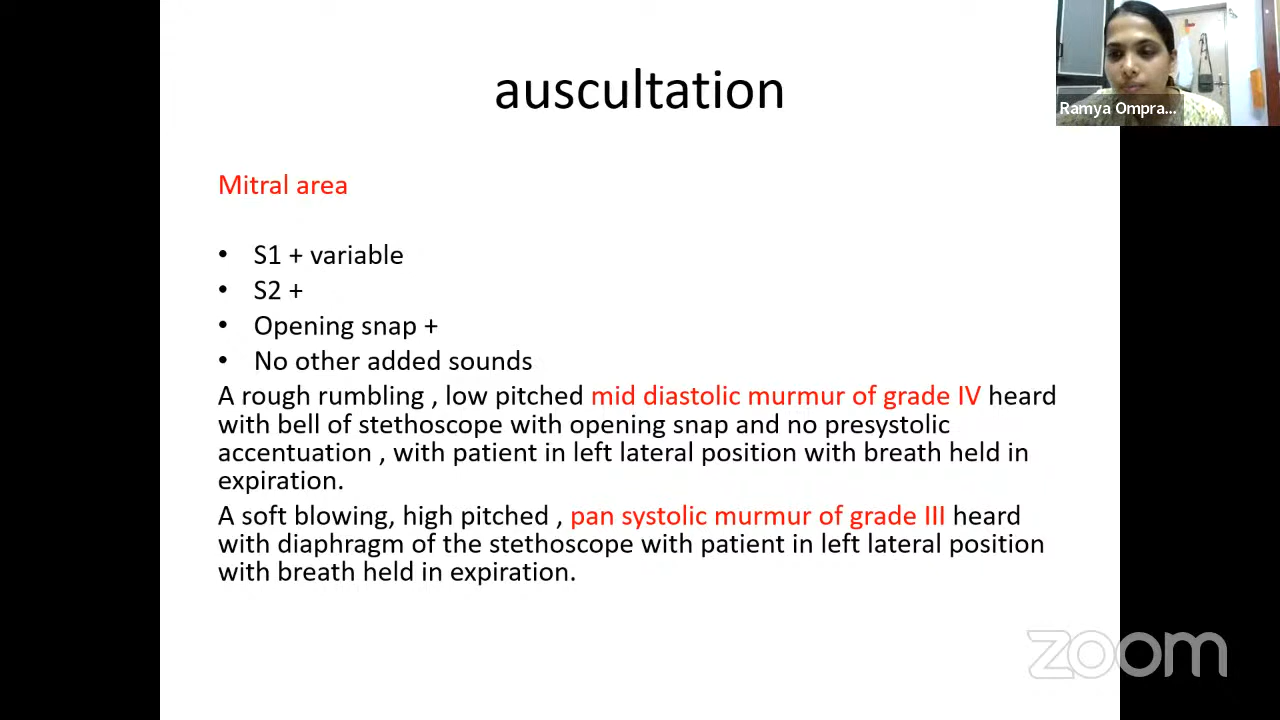 auscultation
Ramya Ompra...
Mitral area
• S1 + variable
• S2 +
• Opening snap +
• No other added sounds
A rough rumbling , low pitched mid diastolic murmur of grade IV heard
with bell of stethoscope with opening snap and no presystolic
accentuation , with patient in left lateral position with breath held in
expiration.
A soft blowing, high pitched , pan systolic murmur of grade III heard
with diaphragm of the stethoscope with patient in left lateral position
with breath held in expiration.
zoom